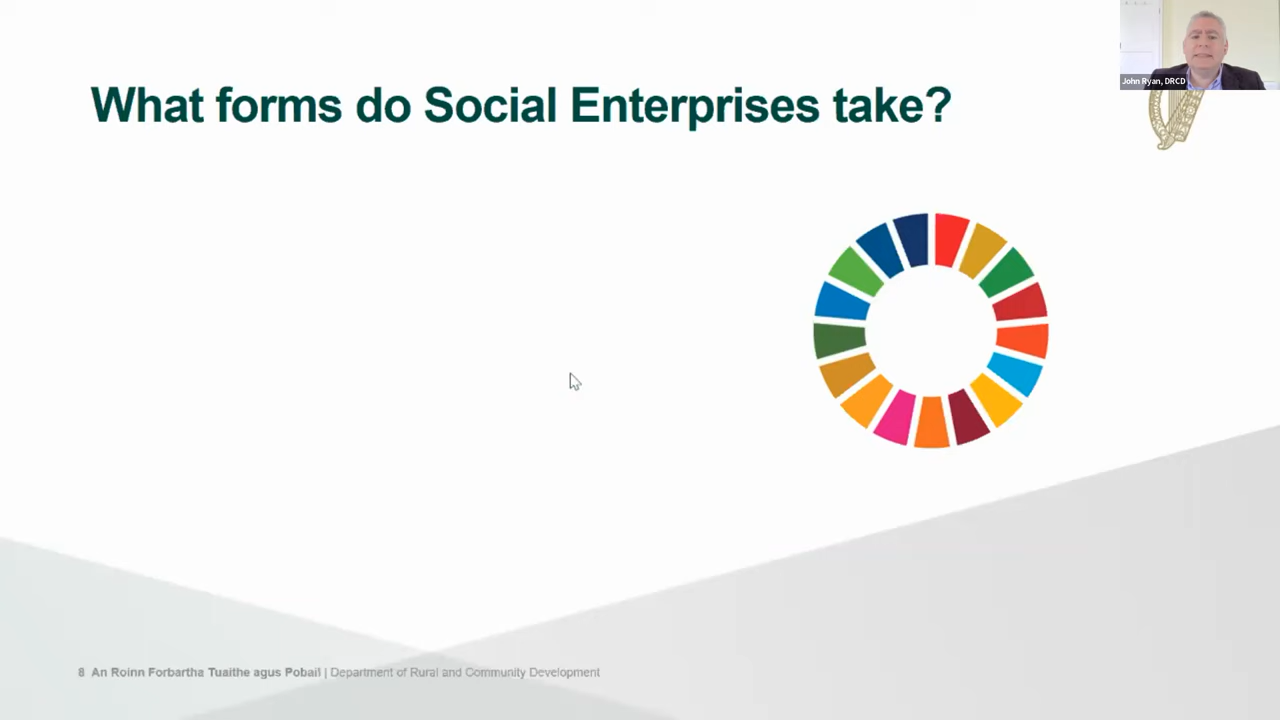 What forms do Social Enterprises take?
John Ryan, DRCD
8 An Roinn Forbartha Tuaithe agus Pobail | Department of Rural and Community Development